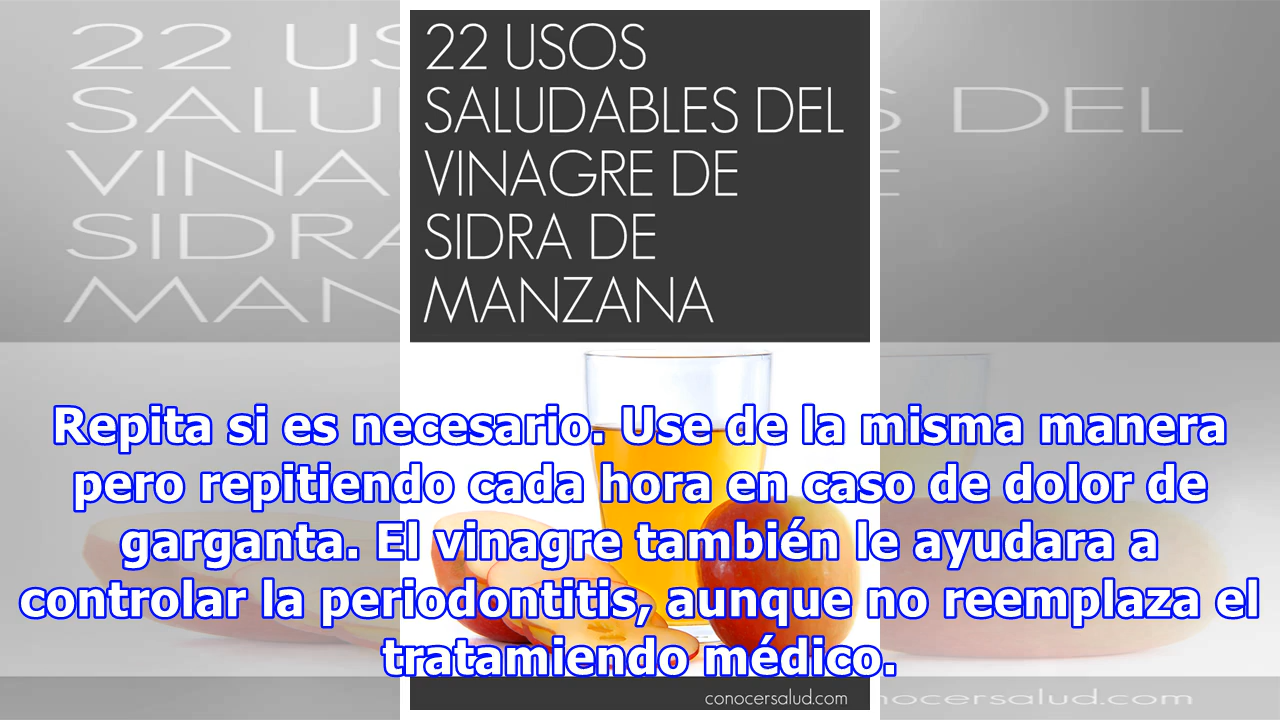 22 USOS
SALUDABLES DEL
VINAGRE DE
SIDRA DE
MANZANA
Repita si es necesario. Use de la misma manera
pero repitiendo cada hora en caso de dolor de
garganta. El vinagre también le ayudara a
controlar la periodontitis, aunque no reemplaza el
tratamiendo médico.
conocersalud.com